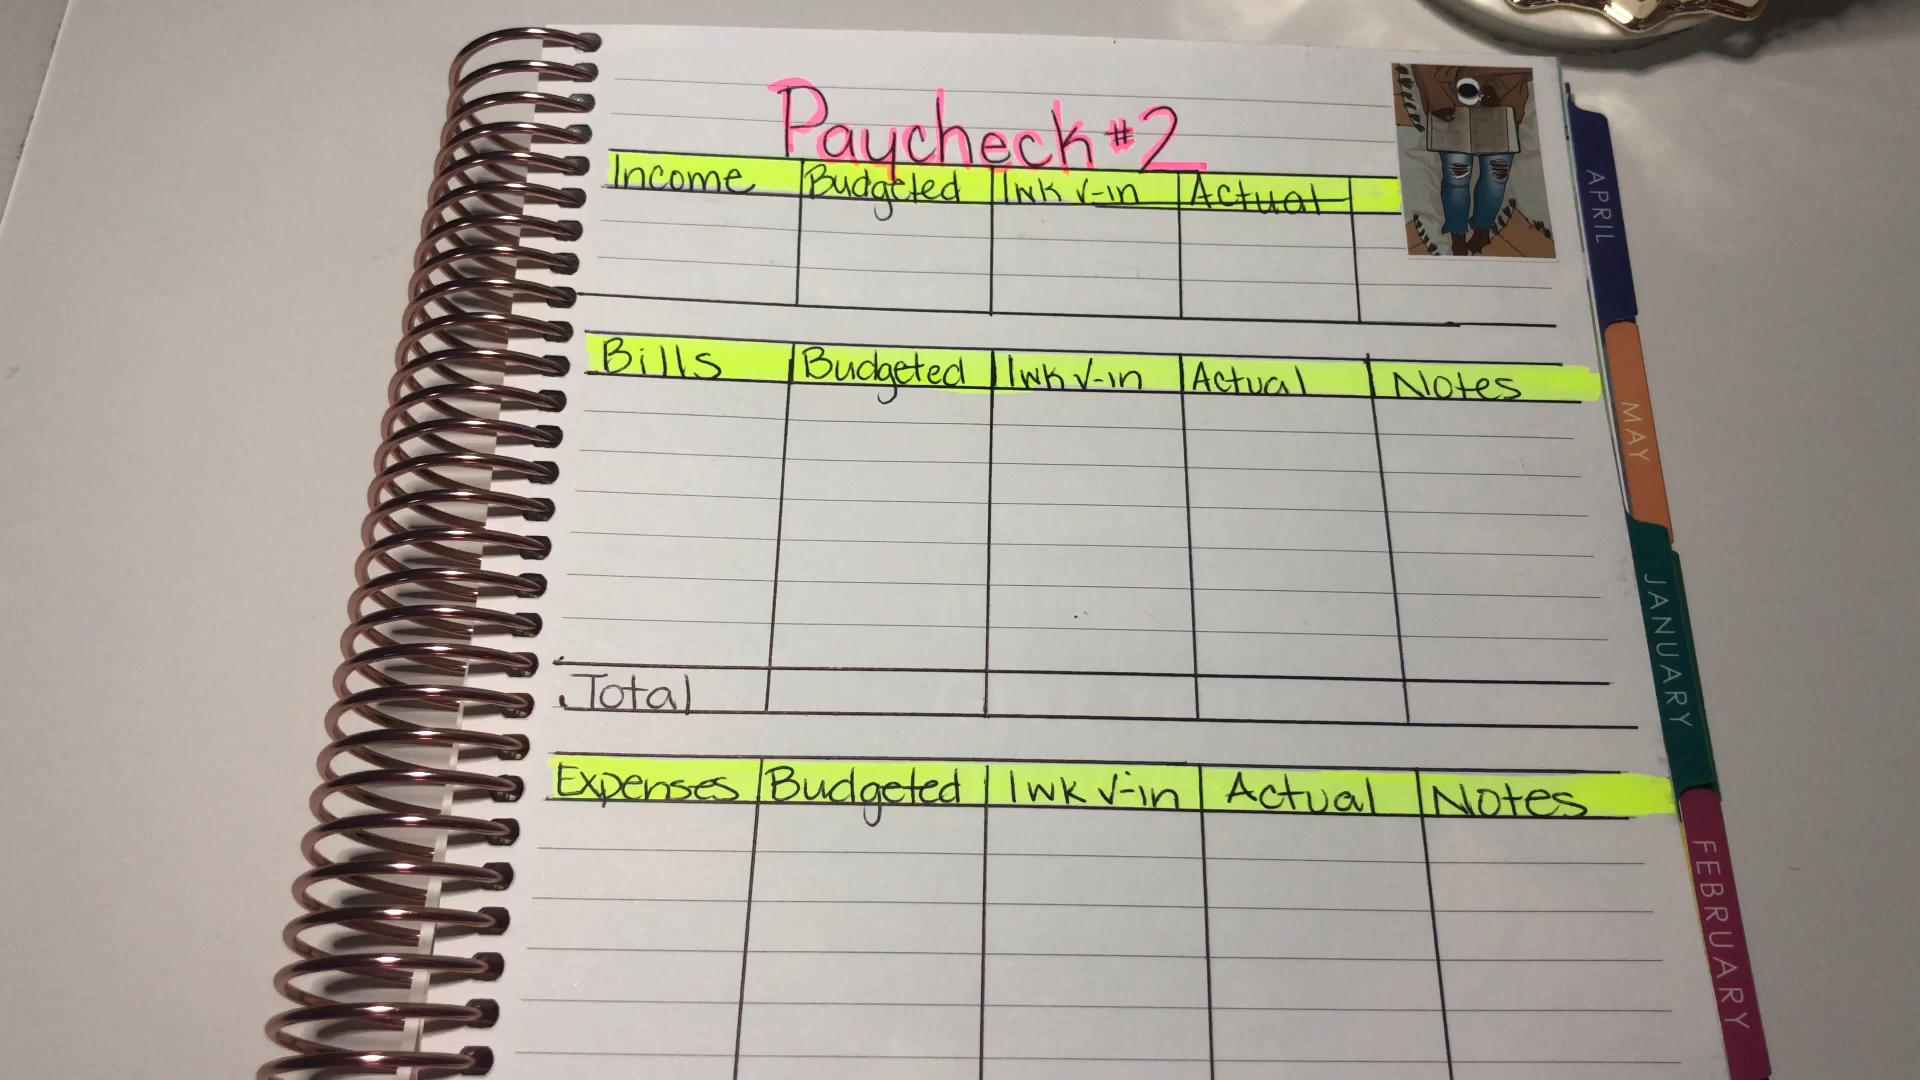 Paycheck #2
Income Budgeted 1wk √-in Actual
Bills Budgeted 1wk √-in Actual Notes
Total
Expenses Budgeted 1wk √-in Actual Notes
APRIL
MAY
JANUARY
FEBRUARY